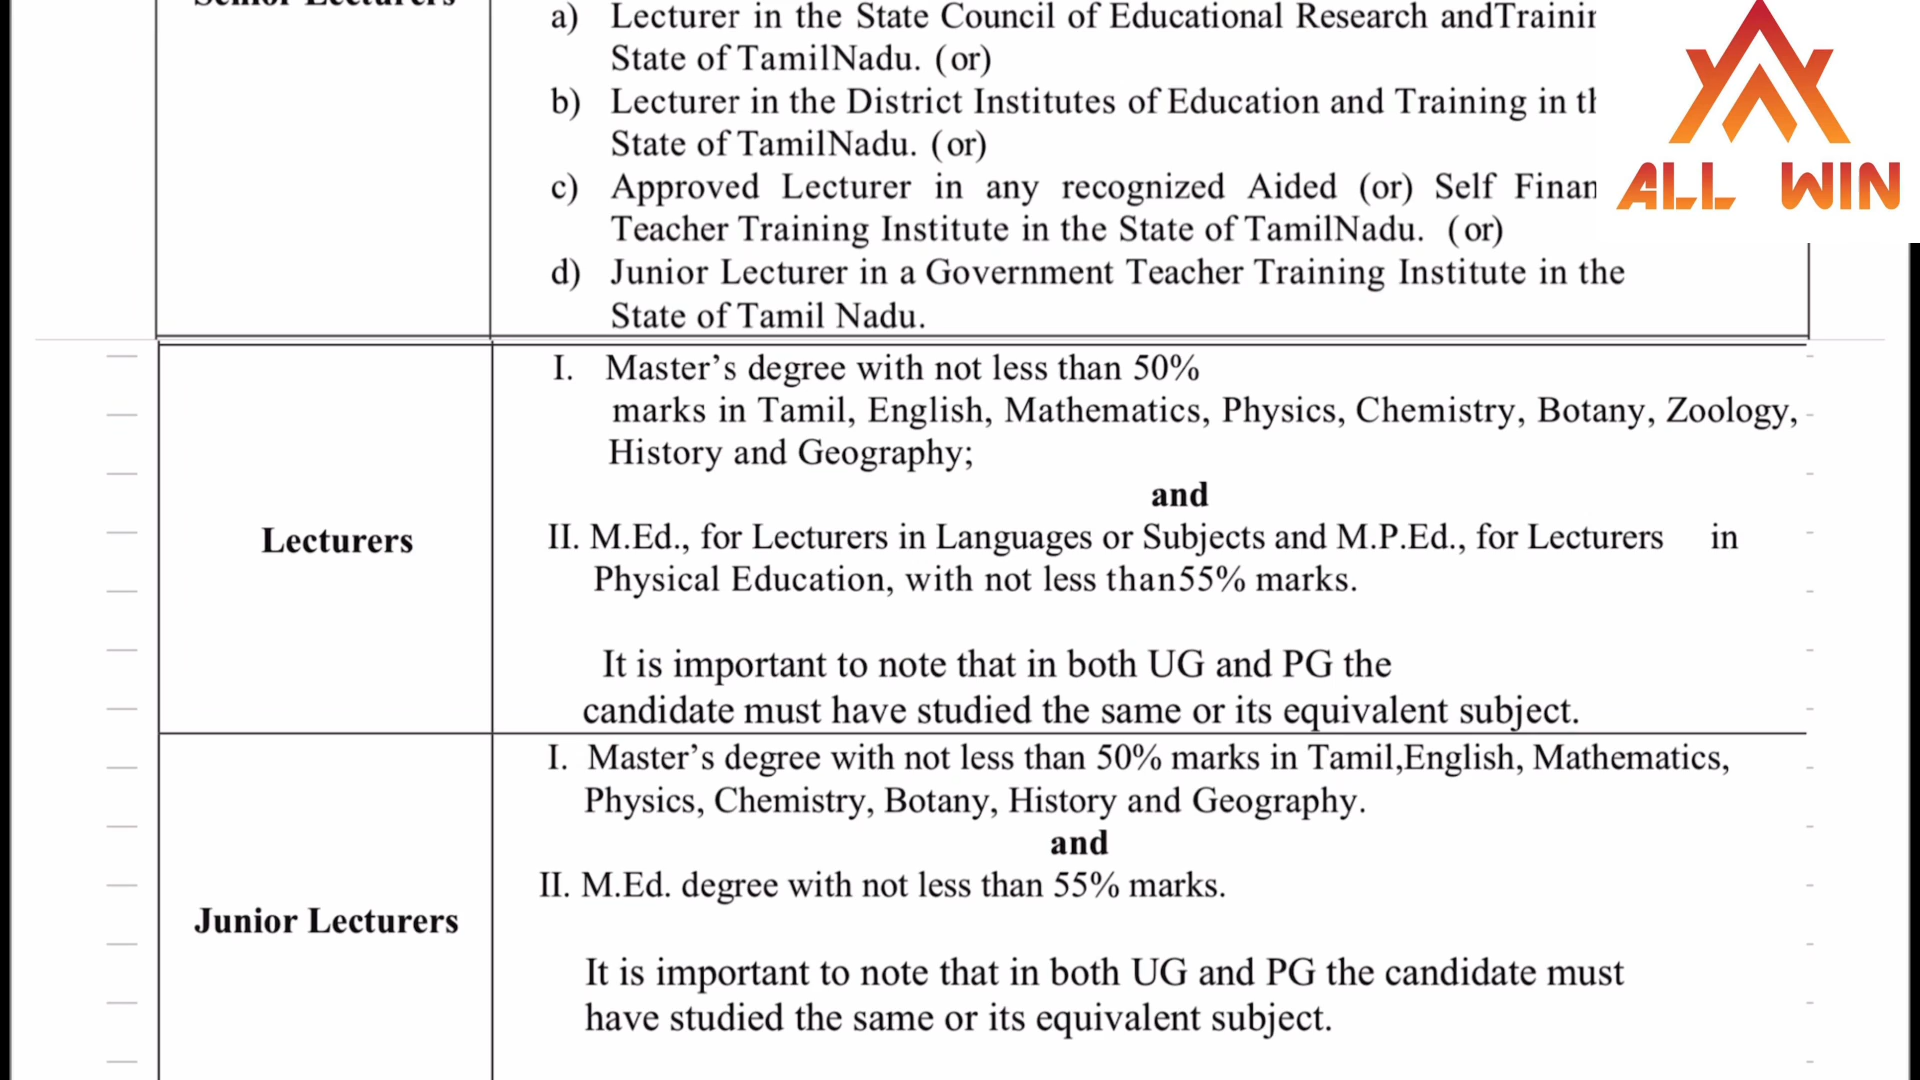 Senior Lecturers
a) Lecturer in the State Council of Educational Research andTrainin
State of TamilNadu. (or)
b) Lecturer in the District Institutes of Education and Training in th
State of TamilNadu. (or)
c) Approved Lecturer in any recognized Aided (or) Self Finan
Teacher Training Institute in the State of TamilNadu. (or)
d) Junior Lecturer in a Government Teacher Training Institute in the
State of Tamil Nadu.
ALL WIN
Lecturers
I. Master’s degree with not less than 50%
marks in Tamil, English, Mathematics, Physics, Chemistry, Botany, Zoology,
History and Geography;
and
II. M.Ed., for Lecturers in Languages or Subjects and M.P.Ed., for Lecturers in
Physical Education, with not less than55% marks.
It is important to note that in both UG and PG the
candidate must have studied the same or its equivalent subject.
Junior Lecturers
I. Master’s degree with not less than 50% marks in Tamil,English, Mathematics,
Physics, Chemistry, Botany, History and Geography.
and
II. M.Ed. degree with not less than 55% marks.
It is important to note that in both UG and PG the candidate must
have studied the same or its equivalent subject.